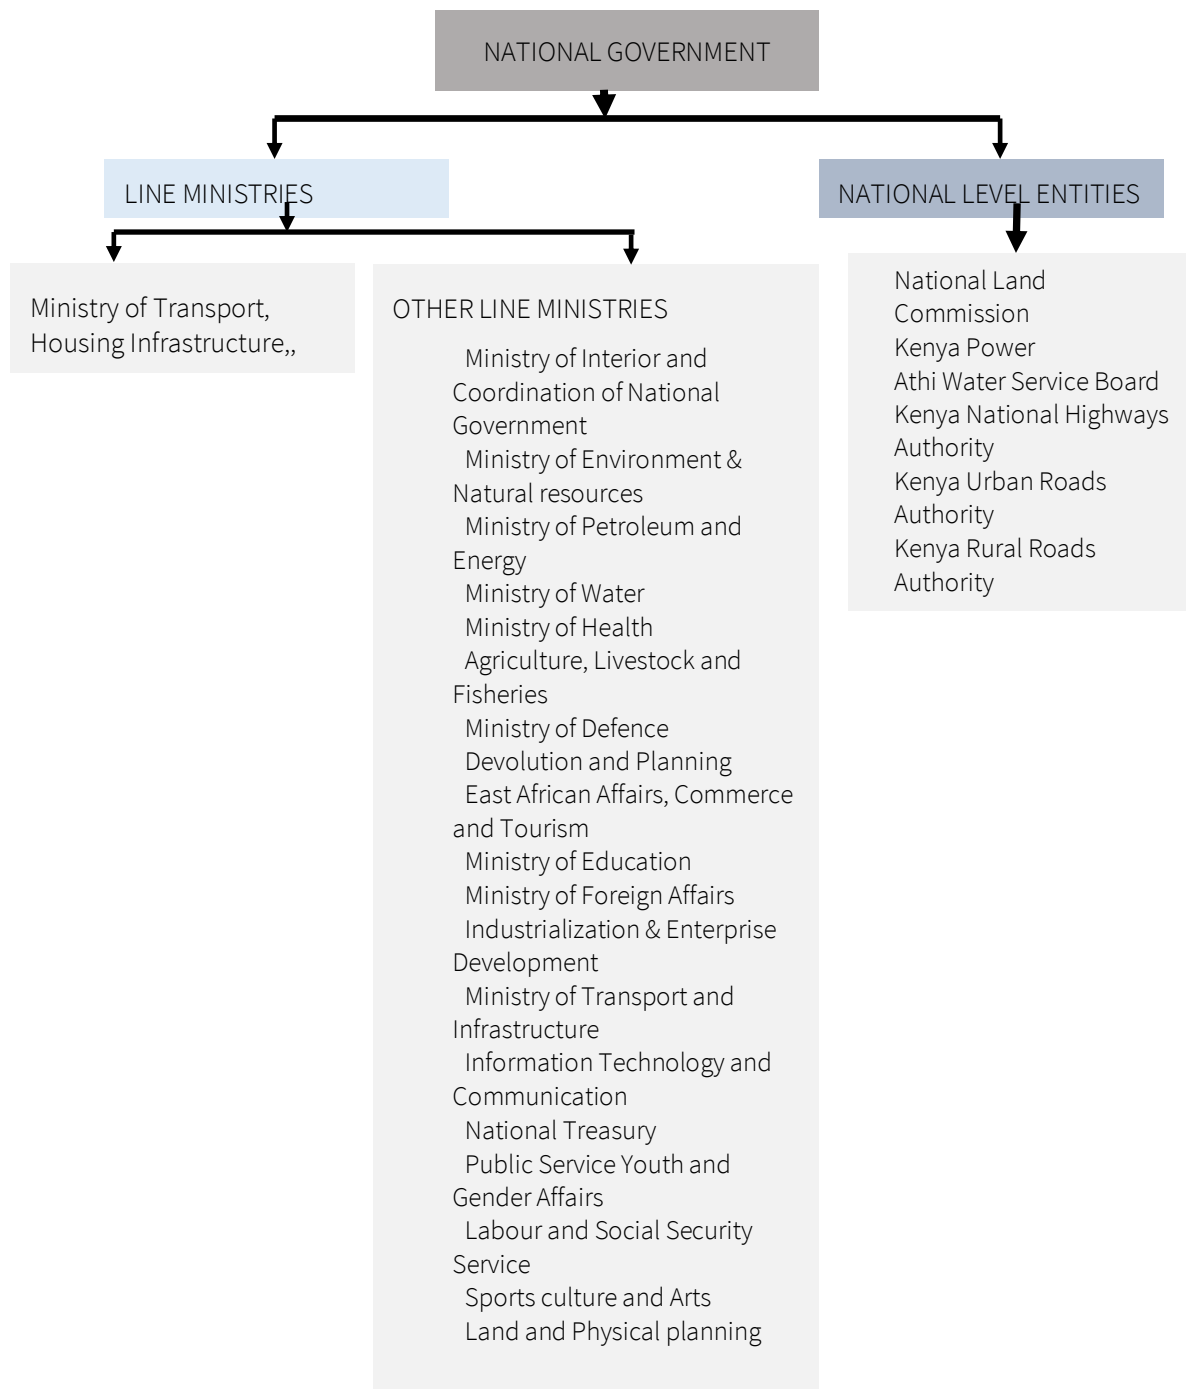 NATIONAL GOVERNMENT
LINE MINISTRIES
NATIONAL LEVEL ENTITIES
Ministry of Transport,
Housing Infrastructure,,
OTHER LINE MINISTRIES
Ministry of Interior and
Coordination of National
Government
Ministry of Environment &
Natural resources
Ministry of Petroleum and
Energy
Ministry of Water
Ministry of Health
Agriculture, Livestock and
Fisheries
Ministry of Defence
Devolution and Planning
East African Affairs, Commerce
and Tourism
Ministry of Education
Ministry of Foreign Affairs
Industrialization & Enterprise
Development
Ministry of Transport and
Infrastructure
Information Technology and
Communication
National Treasury
Public Service Youth and
Gender Affairs
Labour and Social Security
Service
Sports culture and Arts
Land and Physical planning
National Land
Commission
Kenya Power
Athi Water Service Board
Kenya National Highways
Authority
Kenya Urban Roads
Authority
Kenya Rural Roads
Authority